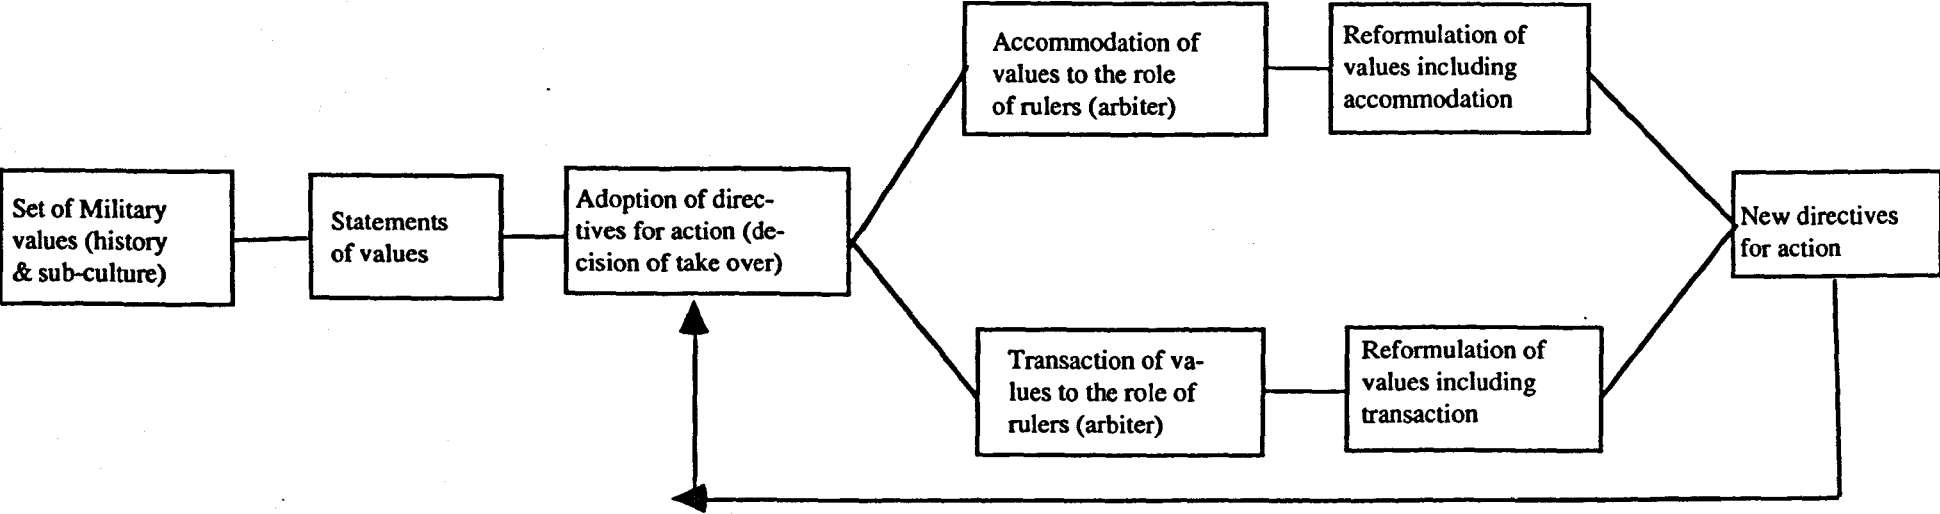 Set of Military
values (history
& sub-culture)
Statements
of values
Adoption of direc-
tives for action (de-
cision of take over)
Accommodation of
values to the role
of rulers (arbiter)
Reformulation of
values including
accommodation
Transaction of va-
lues to the role of
rulers (arbiter)
Reformulation of
values including
transaction
New directives
for action